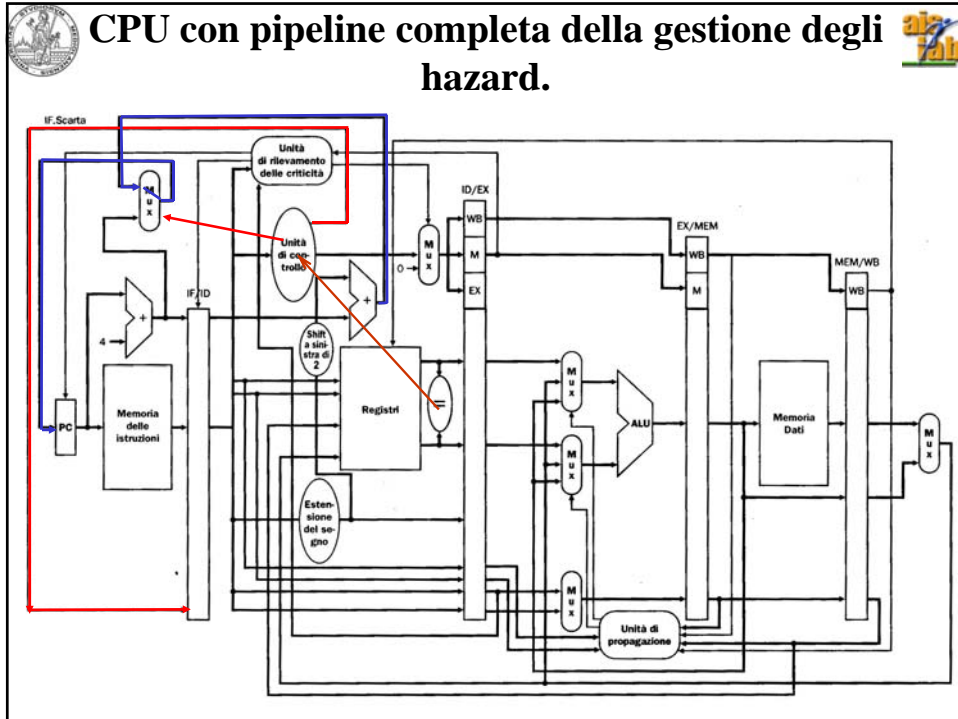 CPU con pipeline completa della gestione degli
hazard.
IF.Scarta
Unità
di rilevamento
delle criticità
M
u
x
ID/EX
WB
M
EX
Unità
di con-
trollo
M
u
x
0
EX/MEM
WB
M
MEM/WB
WB
IF/ID
+
4
+
Shift
a sini-
stra di
2
PC
Memoria
delle
istruzioni
Registri
=
M
u
x
M
u
x
ALU
Memoria
Dati
M
u
x
Esten-
sione
del se-
gno
M
u
x
Unità di
propagazione